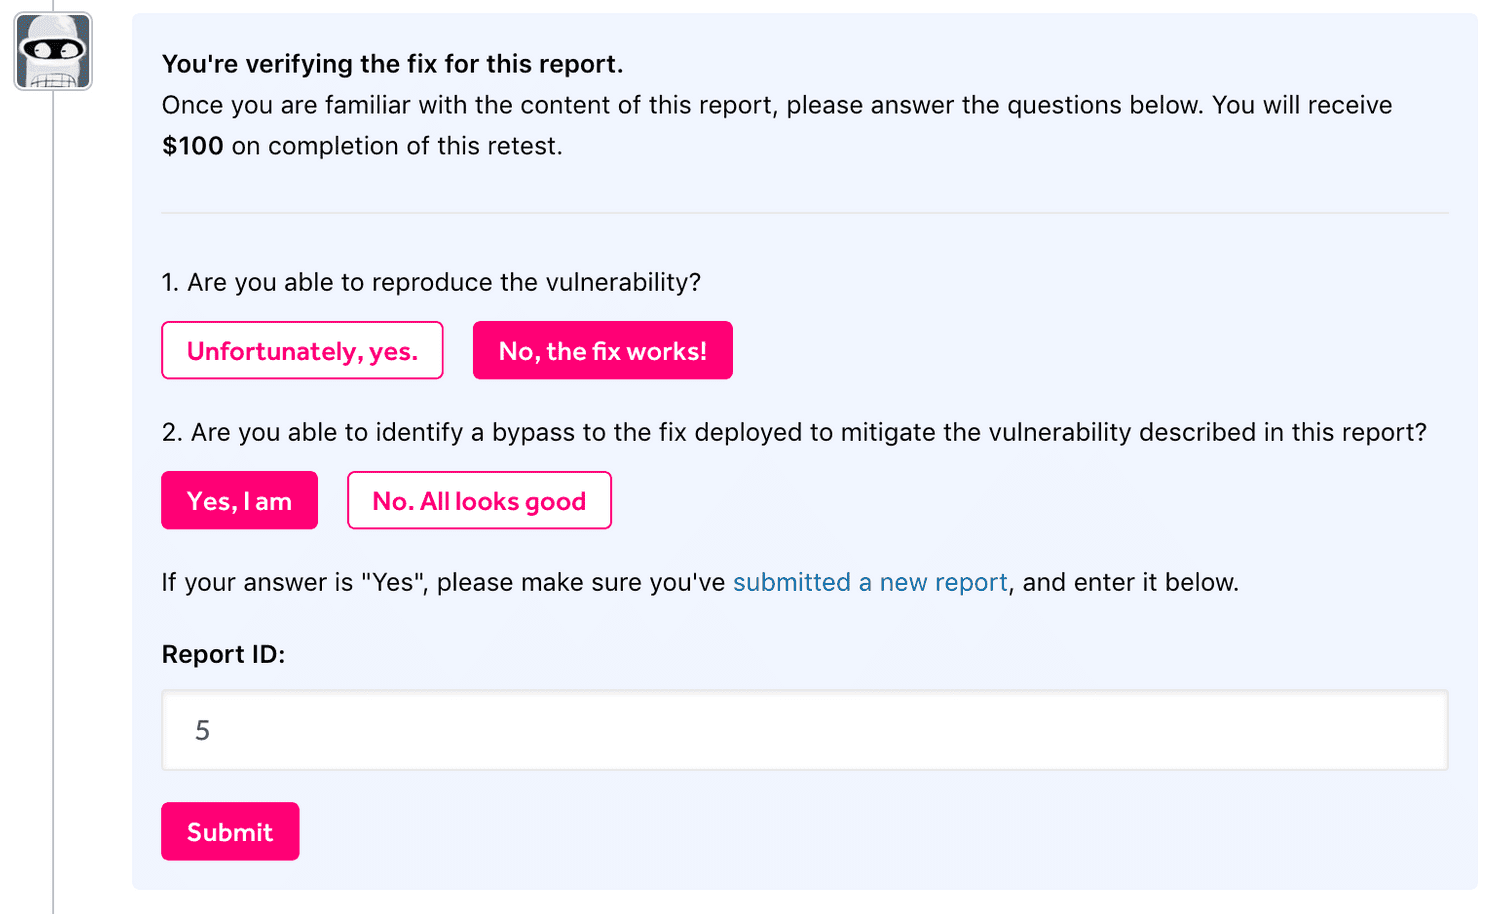 You're verifying the fix for this report.
Once you are familiar with the content of this report, please answer the questions below. You will receive
$100 on completion of this retest.
1. Are you able to reproduce the vulnerability?
Unfortunately, yes.
No, the fix works!
2. Are you able to identify a bypass to the fix deployed to mitigate the vulnerability described in this report?
Yes, I am
No. All looks good
If your answer is "Yes", please make sure you've submitted a new report, and enter it below.
Report ID:
5
Submit